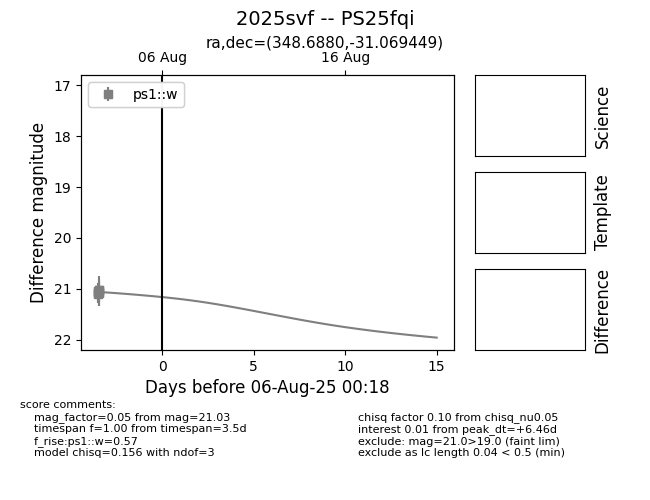 2025svf -- PS25fqi
ra,dec=(348.6880,-31.069449)
06 Aug 16 Aug
ps1::w
17
18
19
20
21
22
Difference magnitude
0 5 10 15
Days before 06-Aug-25 00:18
Science
Template
Difference
score comments:
mag_factor=0.05 from mag=21.03
timespan f=1.00 from timespan=3.5d
f_rise:ps1::w=0.57
model chisq=0.156 with ndof=3
chisq factor 0.10 from chisq_nu0.05
interest 0.01 from peak_dt=+6.46d
exclude: mag=21.0>19.0 (faint lim)
exclude as lc length 0.04 < 0.5 (min)